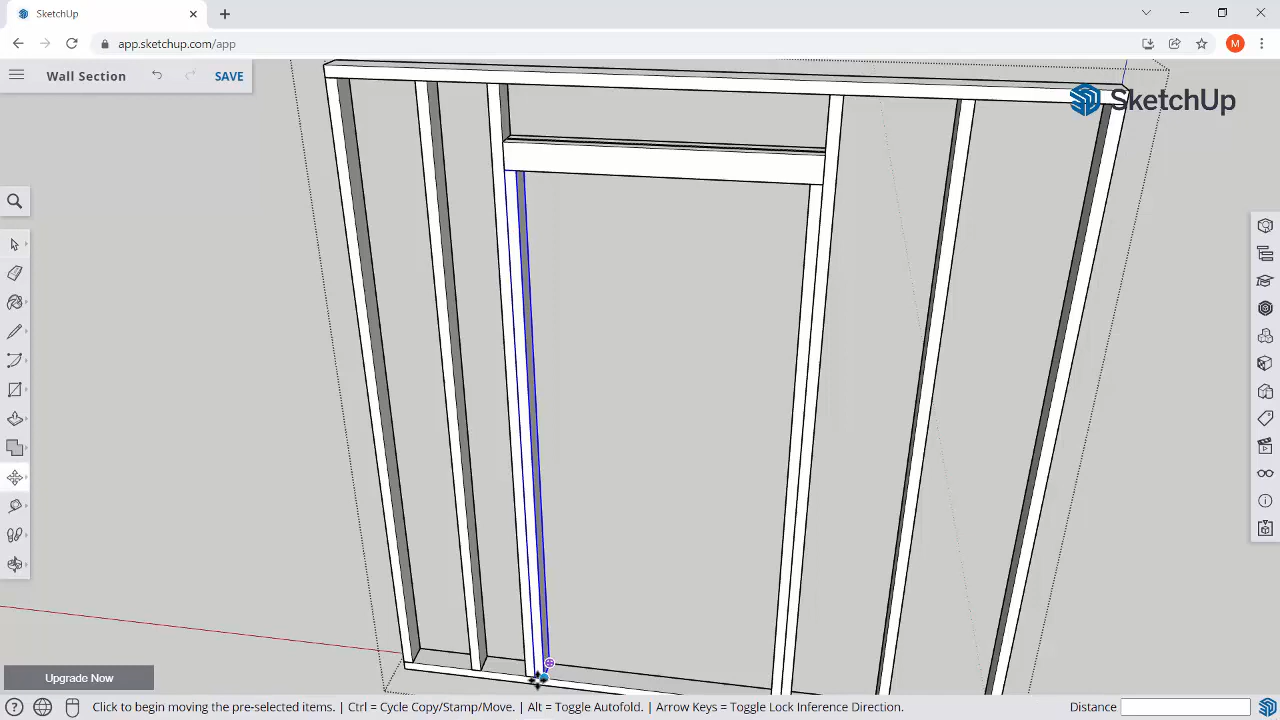 SketchUp
app.sketchup.com/app
M
Wall Section
SAVE
SketchUp
Upgrade Now
Click to begin moving the pre-selected items. | Ctrl = Cycle Copy/Stamp/Move. | Alt = Toggle Autofold. | Arrow Keys = Toggle Lock Inference Direction.
Distance